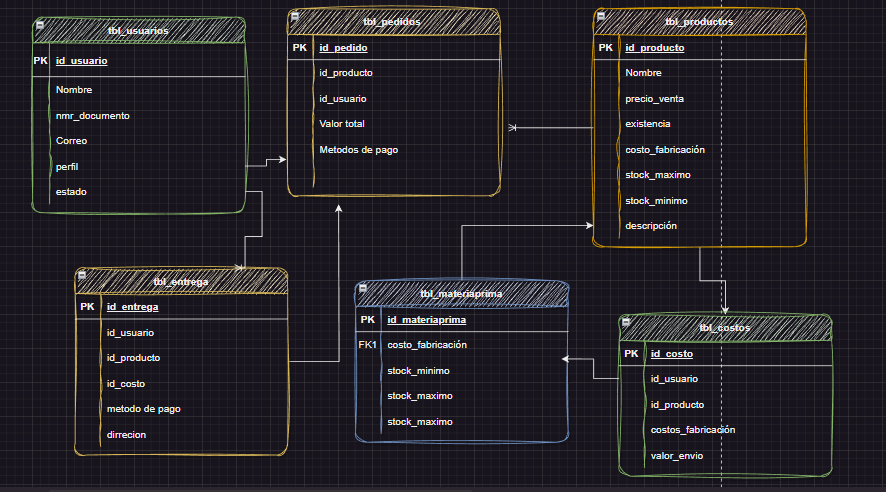 tbl_usuarios
PK id_usuario
Nombre
nmr_documento
Correo
perfil
estado
tbl_pedidos
PK id_pedido
id_producto
id_usuario
Valor total
Metodos de pago
tbl_productos
PK id_producto
Nombre
precio_venta
existencia
costo_fabricación
stock_maximo
stock_minimo
descripción
tbl_entrega
PK id_entrega
id_usuario
id_producto
id_costo
metodo de pago
dirrecion
tbl_materiaprima
PK id_materiaprima
FK1 costo_fabricación
stock_minimo
stock_maximo
stock_maximo
tbl_costos
PK id_costo
id_usuario
id_producto
costos_fabricación
valor_envio